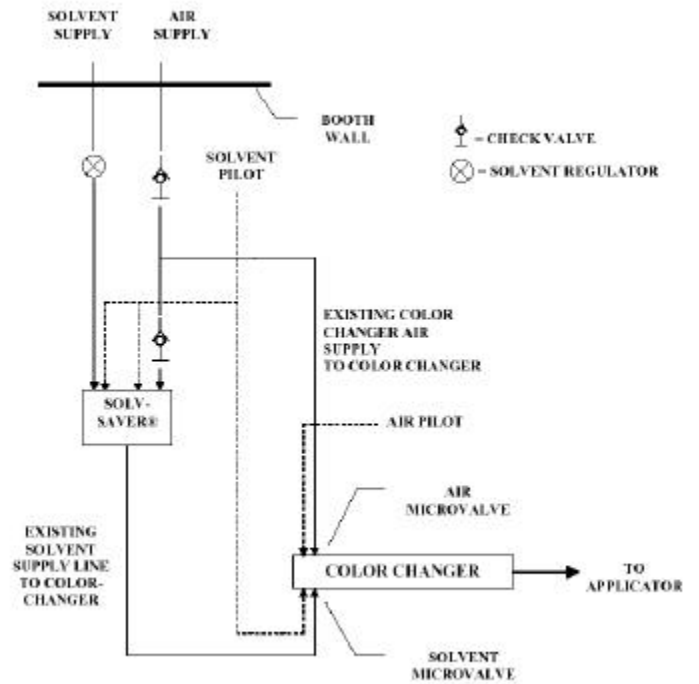 SOLVENT
SUPPLY
AIR
SUPPLY
BOOTH
WALL
SOLVENT
PILOT
= CHECK VALVE
= SOLVENT REGULATOR
EXISTING COLOR
CHANGER AIR
SUPPLY
TO COLOR CHANGER
SOLV-
SAVER®
AIR PILOT
AIR
MICROVALVE
EXISTING
SOLVENT
SUPPLY LINE
TO COLOR-
CHANGER
COLOR CHANGER
TO
APPLICATOR
SOLVENT
MICROVALVE